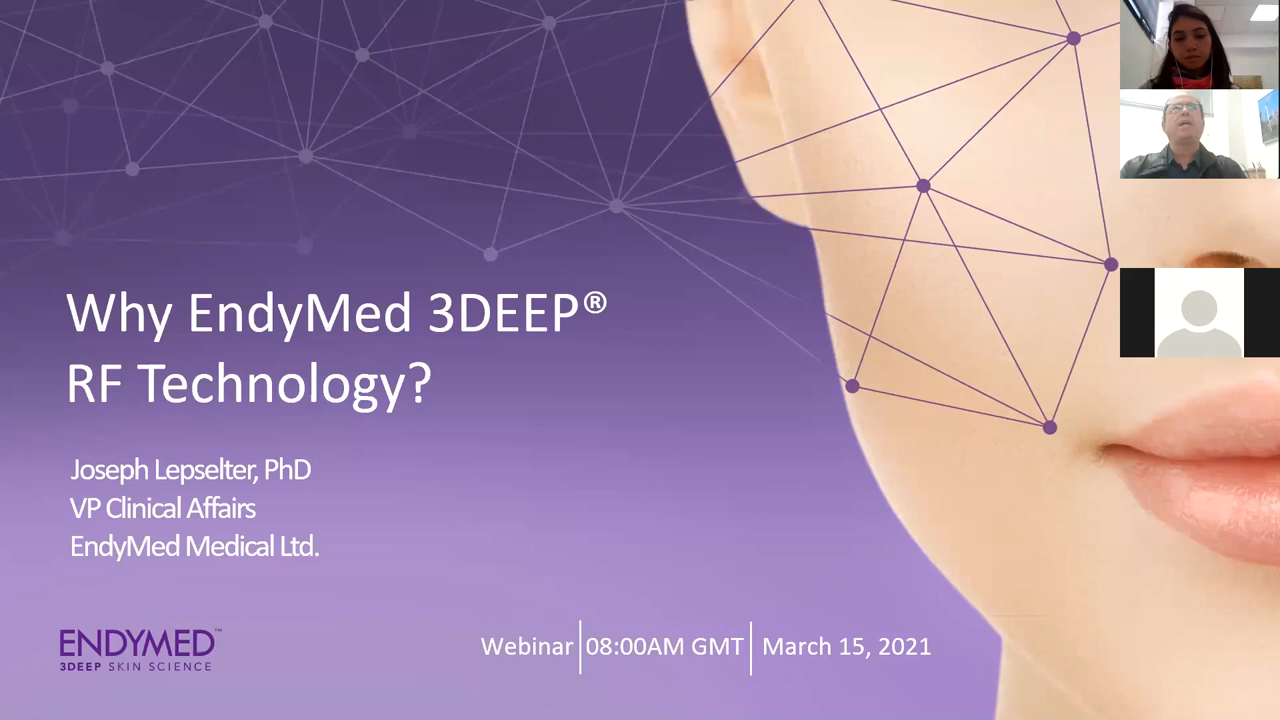 Why EndyMed 3DEEP®
RF Technology?
Joseph Lepselter, PhD
VP Clinical Affairs
EndyMed Medical Ltd.
ENDYMED™
3DEEP SKIN SCIENCE
Webinar | 08:00AM GMT | March 15, 2021